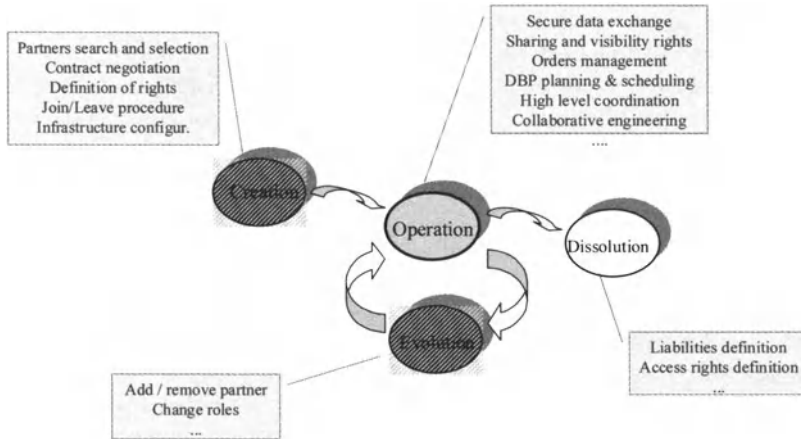 Partners search and selection
Contract negotiation
Definition of rights
Join/Leave procedure
Infrastructure configur.
Secure data exchange
Sharing and visibility rights
Orders management
DBP planning & scheduling
High level coordination
Collaborative engineering
....
Creation
Operation
Dissolution
Evolution
Liabilities definition
Access rights definition
...
Add / remove partner
Change roles
...